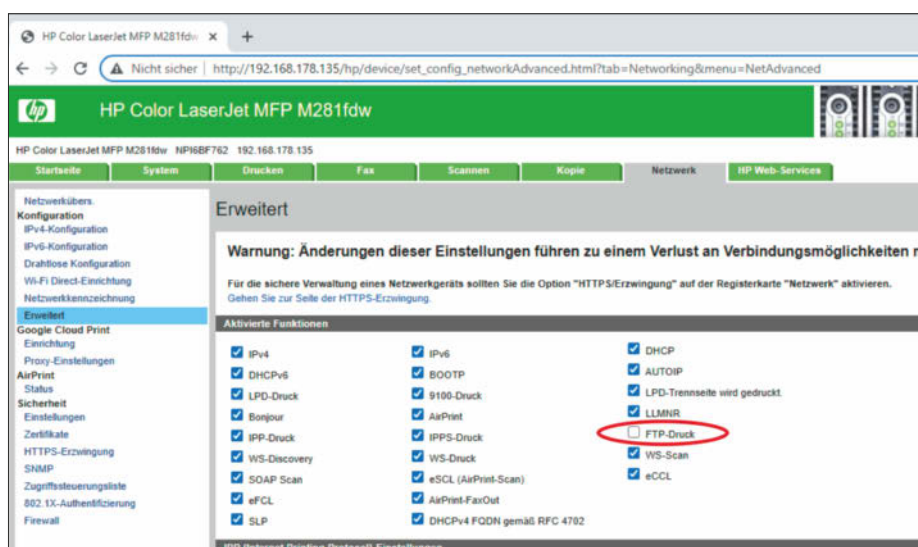 HP Color LaserJet MFP M281fdw
Nicht sicher http://192.168.178.135/hp/device/set_config_networkAdvanced.html?tab=Networking&menu=NetAdvanced
hp HP Color LaserJet MFP M281fdw
HP Color LaserJet MFP M281fdw NPI6BF762 192.168.178.135
Startseite System Drucken Fax Scannen Kopie Netzwerk HP Web-Services
Netzwerkübers.
Konfiguration
IPv4-Konfiguration
IPv6-Konfiguration
Drahtlose Konfiguration
Wi-Fi Direct-Einrichtung
Netzwerkkennzeichnung
Erweitert
Google Cloud Print
Einrichtung
Proxy-Einstellungen
AirPrint
Status
Sicherheit
Einstellungen
Zertifikate
HTTPS-Erzwingung
SNMP
Zugriffssteuerungsliste
802.1X-Authentifizierung
Firewall
Erweitert
Warnung: Änderungen dieser Einstellungen führen zu einem Verlust an Verbindungsmöglichkeiten
Für die sichere Verwaltung eines Netzwerkgeräts sollten Sie die Option "HTTPS/Erzwingung" auf der Registerkarte "Netzwerk" aktivieren.
Gehen Sie zur Seite der HTTPS-Erzwingung.
Aktivierte Funktionen
IPv4 IPv6 DHCP
DHCPv6 BOOTP AUTOIP
LPD-Druck 9100-Druck LPD-Trennseite wird gedruckt.
Bonjour AirPrint LLMNR
IPP-Druck IPPS-Druck FTP-Druck
WS-Discovery WS-Druck WS-Scan
SOAP Scan eSCL (AirPrint-Scan) eCCL
eFCL AirPrint-FaxOut
SLP DHCPv4 FQDN gemäß RFC 4702
IPP (Internet Printing Protocol)-Einstellungen